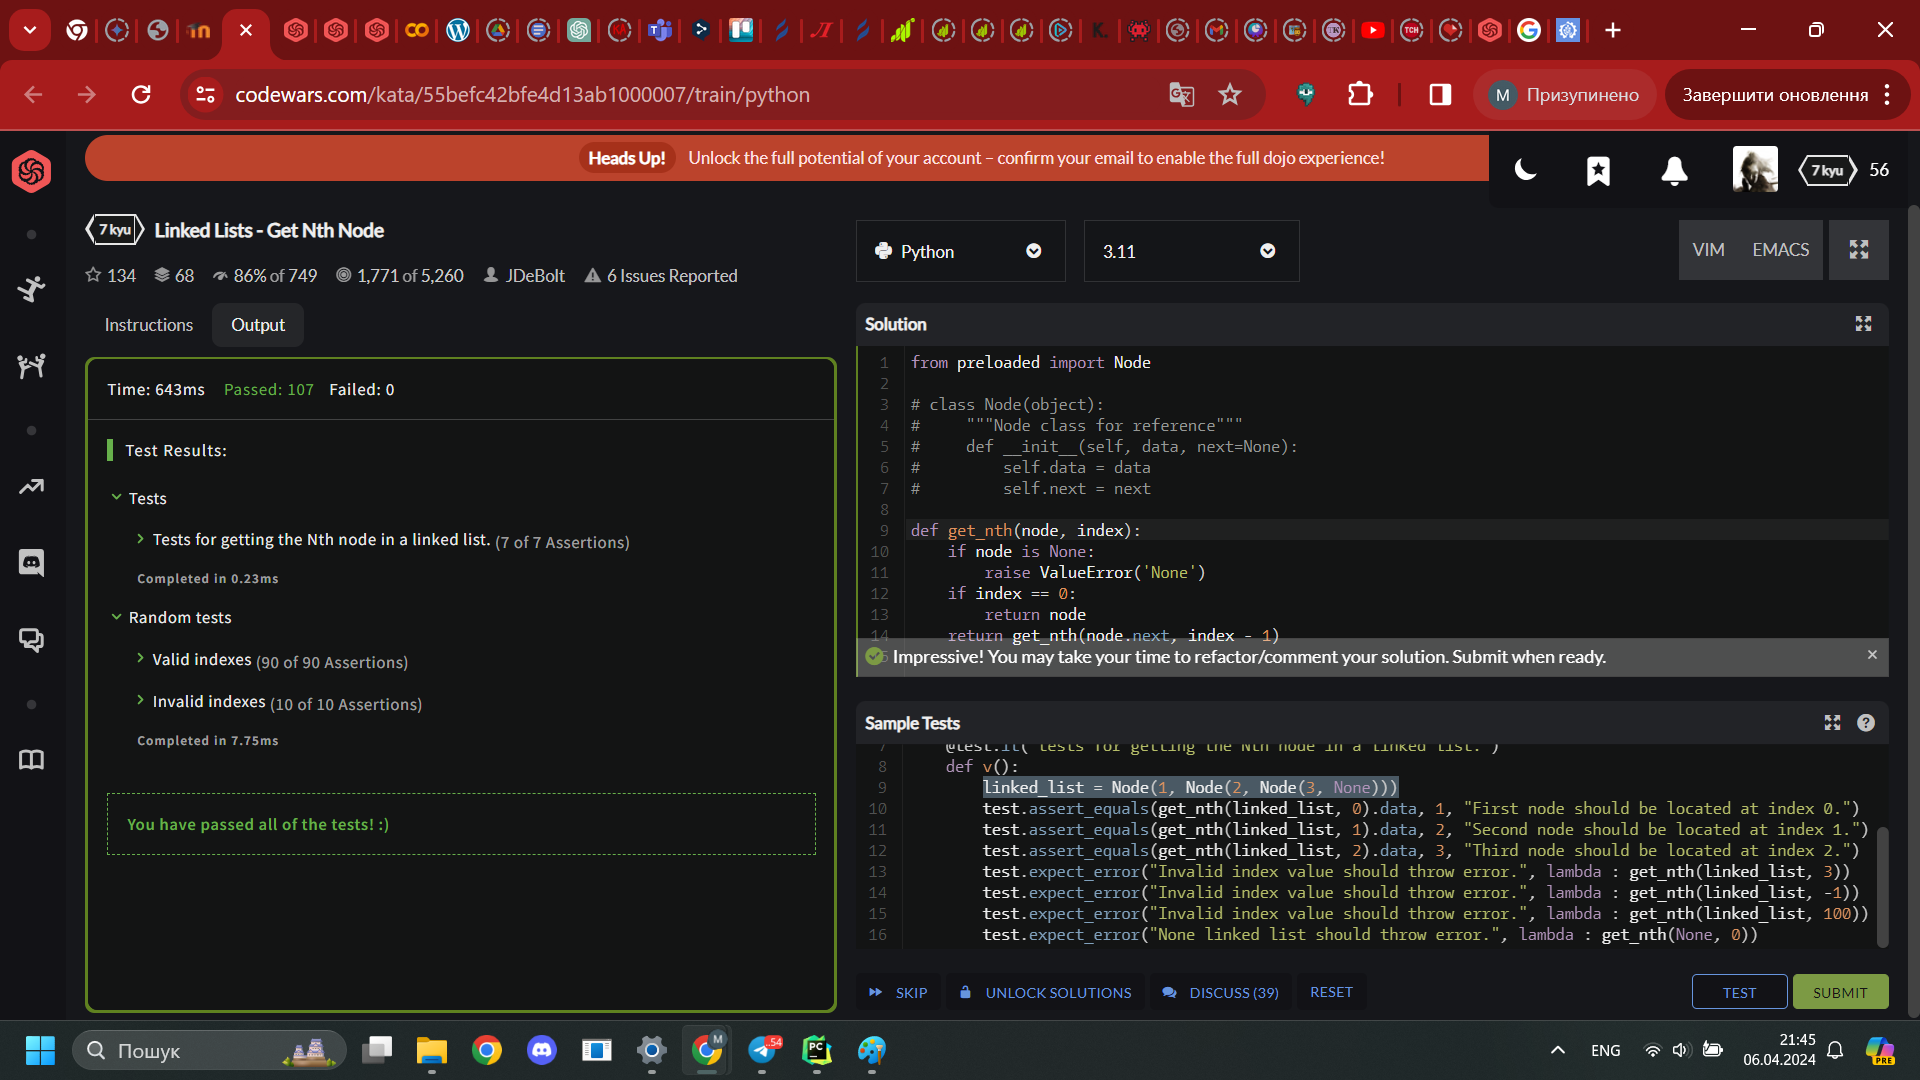 codewars.com/kata/55befc42bfe4d13ab1000007/train/python
M Призупинено
Завершити оновлення
Heads Up! Unlock the full potential of your account – confirm your email to enable the full dojo experience!
7 kyu 56
7 kyu Linked Lists - Get Nth Node
134 68 86% of 749 1,771 of 5,260 JDeBolt 6 Issues Reported
Instructions Output
Time: 643ms Passed: 107 Failed: 0
Test Results:
Tests
Tests for getting the Nth node in a linked list. (7 of 7 Assertions)
Completed in 0.23ms
Random tests
Valid indexes (90 of 90 Assertions)
Invalid indexes (10 of 10 Assertions)
Completed in 7.75ms
You have passed all of the tests! :)
Python 3.11 VIM EMACS
Solution
1 from preloaded import Node
2
3 # class Node(object):
4 # """Node class for reference"""
5 # def __init__(self, data, next=None):
6 # self.data = data
7 # self.next = next
8
9 def get_nth(node, index):
10 if node is None:
11 raise ValueError('None')
12 if index == 0:
13 return node
14 return get_nth(node.next, index - 1)
Impressive! You may take your time to refactor/comment your solution. Submit when ready.
Sample Tests
7 @test.it("tests for getting the Nth node in a linked list.")
8 def v():
9 linked_list = Node(1, Node(2, Node(3, None)))
10 test.assert_equals(get_nth(linked_list, 0).data, 1, "First node should be located at index 0.")
11 test.assert_equals(get_nth(linked_list, 1).data, 2, "Second node should be located at index 1.")
12 test.assert_equals(get_nth(linked_list, 2).data, 3, "Third node should be located at index 2.")
13 test.expect_error("Invalid index value should throw error.", lambda : get_nth(linked_list, 3))
14 test.expect_error("Invalid index value should throw error.", lambda : get_nth(linked_list, -1))
15 test.expect_error("Invalid index value should throw error.", lambda : get_nth(linked_list, 100))
16 test.expect_error("None linked list should throw error.", lambda : get_nth(None, 0))
SKIP UNLOCK SOLUTIONS DISCUSS (39) RESET TEST SUBMIT
Пошук
M
54
PC
ENG
21:45
06.04.2024
PRE